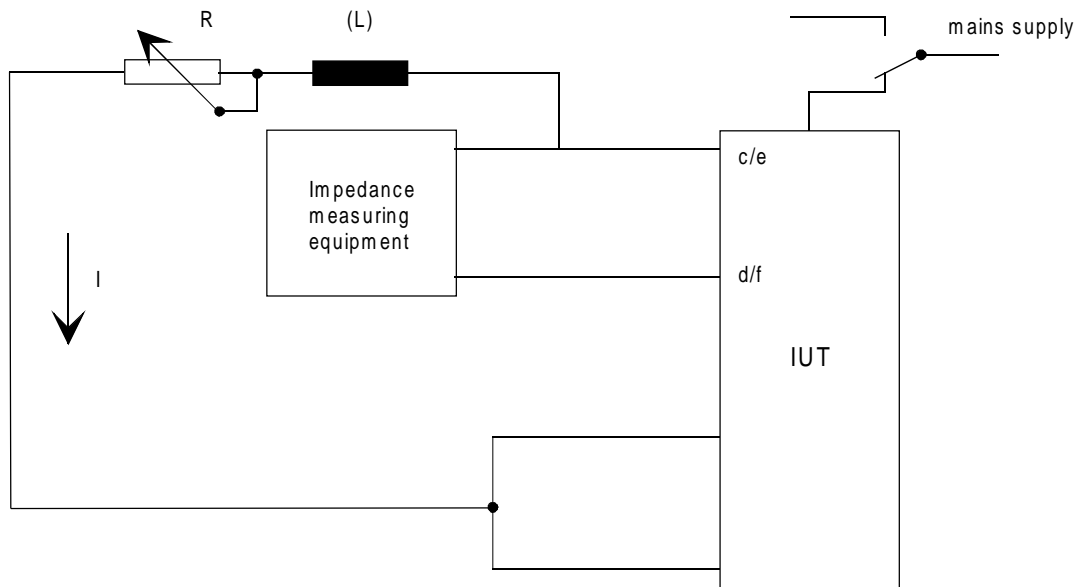 R
(L)
mains supply
c/e
Impedance
measuring
equipment
d/f
I
IUT